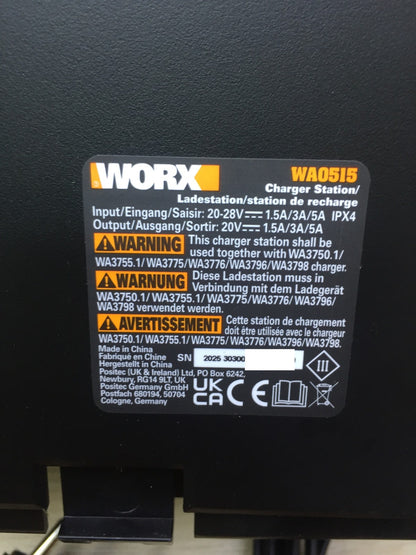 WORX
WA0515
Charger Station/
Ladestation/station de recharge
Input/Eingang/Saisir: 20-28V⎓ 1.5A/3A/5A IPX4
Output/Ausgang/Sortir: 20V⎓ 1.5A/3A/5A
WARNING This charger station shall be
used together with WA3750.1/
WA3755.1/ WA3775/WA3776/WA3796/WA3798 charger.
WARNUNG Diese Ladestation muss in
Verbindung mit dem Ladegerät
WA3750.1/ WA3755.1/ WA3775/WA3776/WA3796/
WA3798 verwendet werden.
AVERTISSEMENT Cette station de chargement
doit être utilisée avec le chargeur
WA3750.1/ WA3755.1/ WA3775/ WA3776/WA3796/WA3798.
Made in China
Fabriqué en Chine
Hergestellt in China
SN 2025 30300
Positec (UK & Ireland) Ltd, PO Box 6242,
Newbury, RG14 9LT, UK
Positec Germany GmbH
Postfach 680194, 50704
Cologne, Germany
UK
CA CE
III